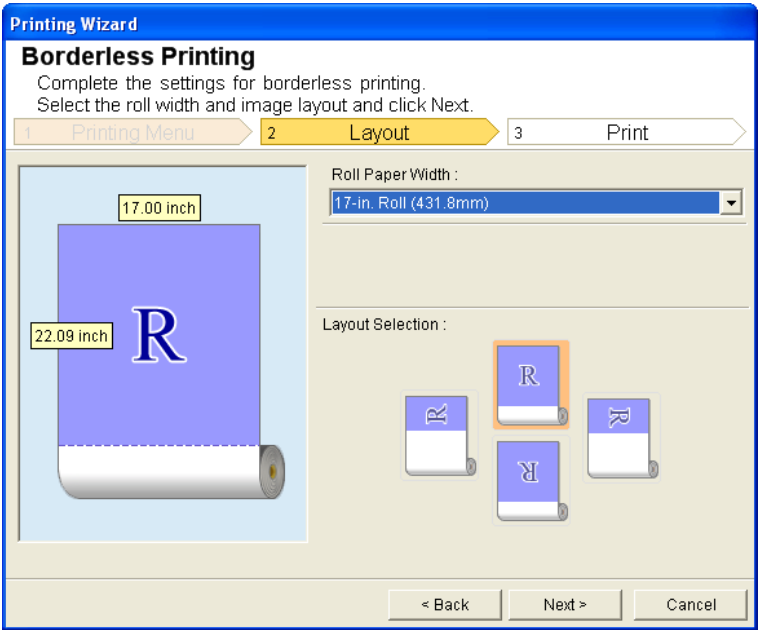 Printing Wizard
Borderless Printing
Complete the settings for borderless printing.
Select the roll width and image layout and click Next.
1 Printing Menu 2 Layout 3 Print
Roll Paper Width :
17-in. Roll (431.8mm)
17.00 inch
22.09 inch
R
Layout Selection :
R
R
R
R
< Back Next > Cancel